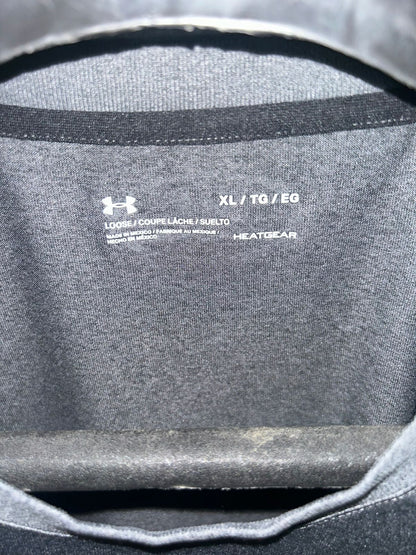 XL / TG / EG
LOOSE / COUPE LÂCHE / SUELTO
MADE IN MEXICO / FABRIQUÉ AU MEXIQUE /
HECHO EN MÉXICO
HEATGEAR